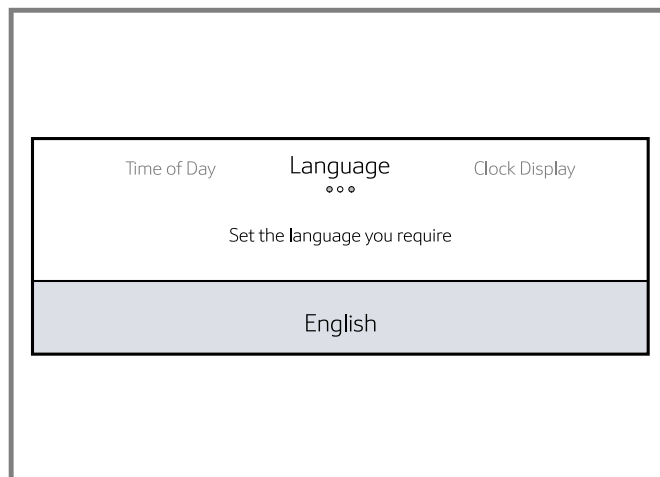 Time of Day Language Clock Display
Set the language you require
English